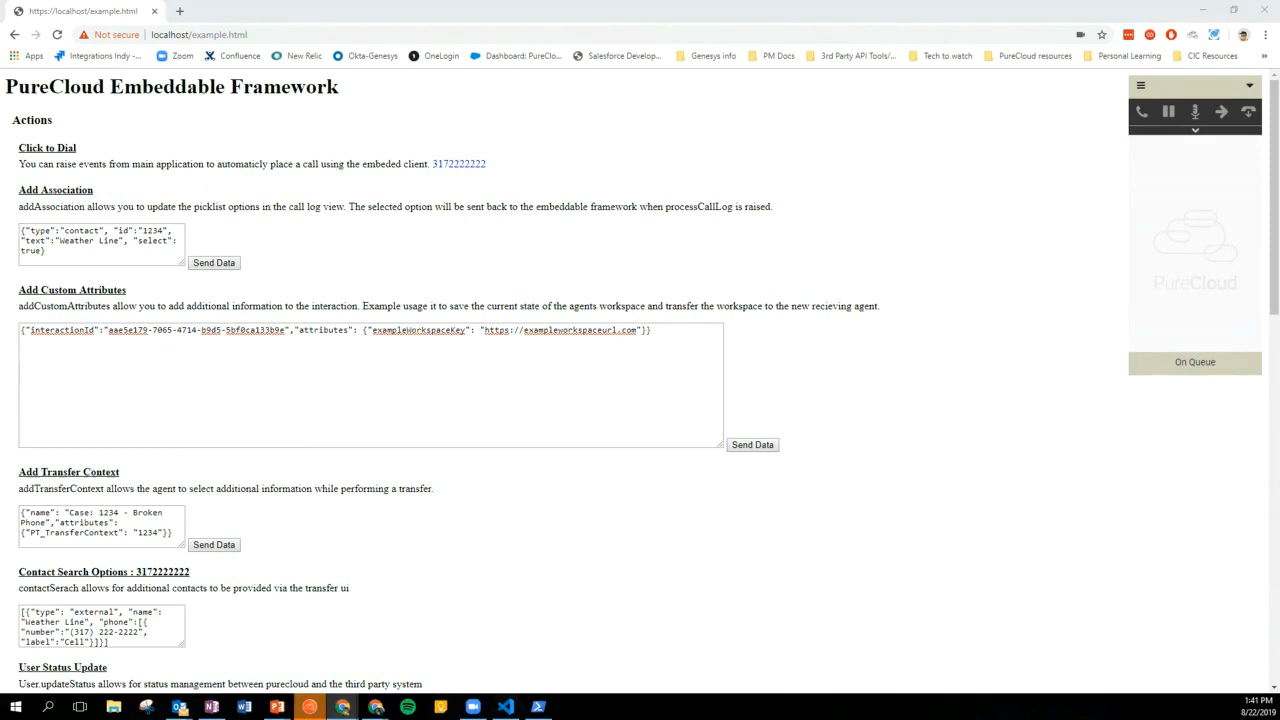 https://localhost/example.html
Not secure | localhost/example.html
Apps
Integrations Indy -...
Zoom
Confluence
New Relic
Okta-Genesys
OneLogin
Dashboard: PureClo...
Salesforce Develop...
Genesys info
PM Docs
3rd Party API Tools/...
Tech to watch
PureCloud resources
Personal Learning
CIC Resources
PureCloud Embeddable Framework
Actions
Click to Dial
You can raise events from main application to automaticly place a call using the embeded client. 3172222222
Add Association
addAssociation allows you to update the picklist options in the call log view. The selected option will be sent back to the embeddable framework when processCallLog is raised.
{"type":"contact", "id":"1234",
"text":"Weather Line", "select":
true}
Send Data
Add Custom Attributes
addCustomAttributes allow you to add additional information to the interaction. Example usage it to save the current state of the agents workspace and transfer the workspace to the new recieving agent.
{"interactionId":"aae5e179-7065-4714-b9d5-5bf0ca133b9e","attributes": {"exampleWorkspaceKey": "https://exampleworkspaceurl.com"}}
Send Data
Add Transfer Context
addTransferContext allows the agent to select additional information while performing a transfer.
{"name": "Case: 1234 - Broken
Phone","attributes":
{"PT_TransferContext": "1234"}}
Send Data
Contact Search Options : 3172222222
contactSerach allows for additional contacts to be provided via the transfer ui
[{"type": "external", "name":
"Weather Line", "phone":[{
"number":"(317) 222-2222",
"label":"Cell"}]}]
User Status Update
User.updateStatus allows for status management between purecloud and the third party system
PureCloud
On Queue
1:41 PM
8/22/2019